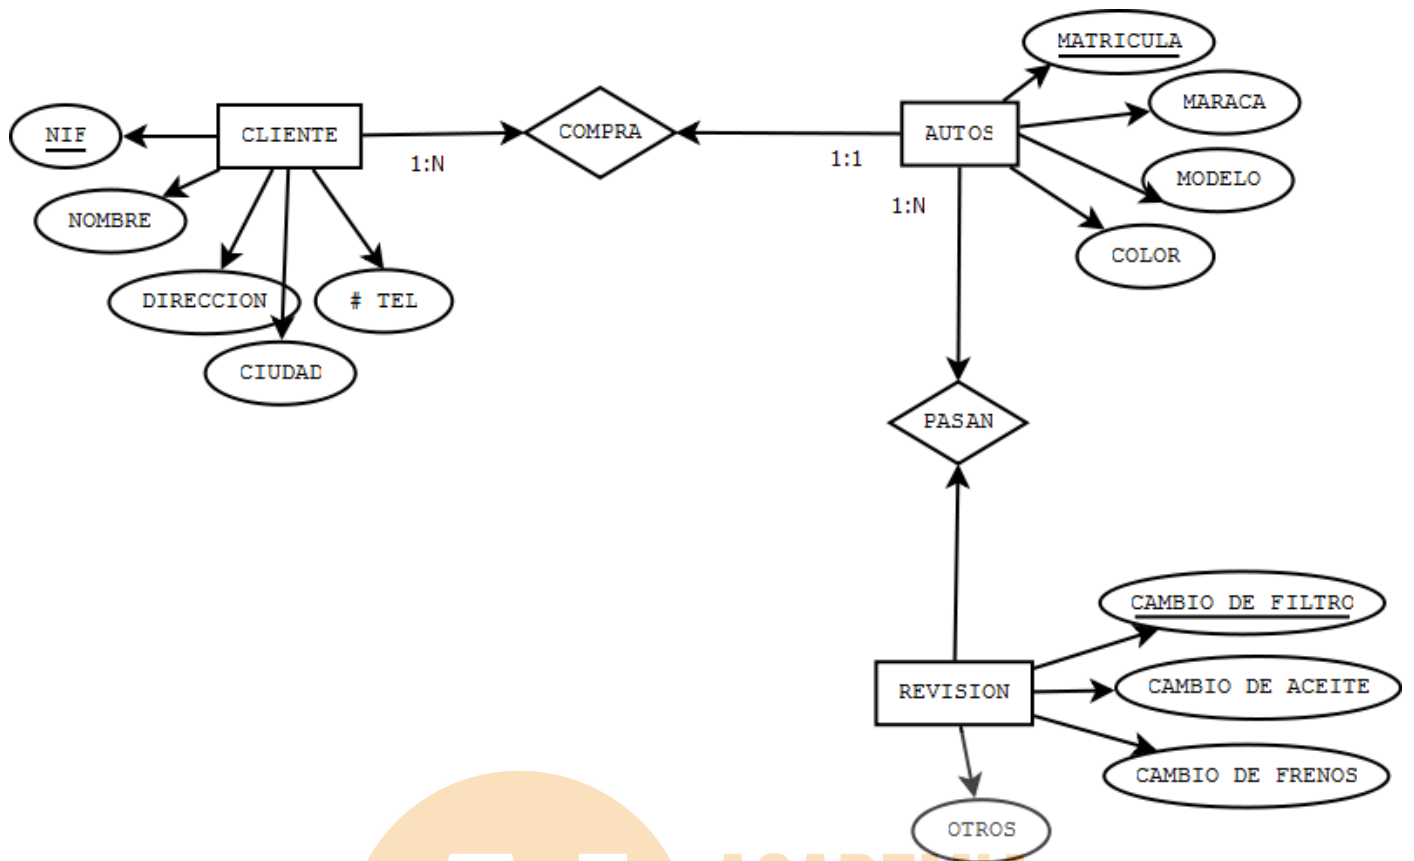 MATRICULA
MARACA
NIF
CLIENTE
COMPRA
AUTOS
1:N
1:1
MODELO
1:N
NOMBRE
COLOR
DIRECCION
# TEL
CIUDAD
PASAN
CAMBIO DE FILTRO
REVISION
CAMBIO DE ACEITE
CAMBIO DE FRENOS
OTROS